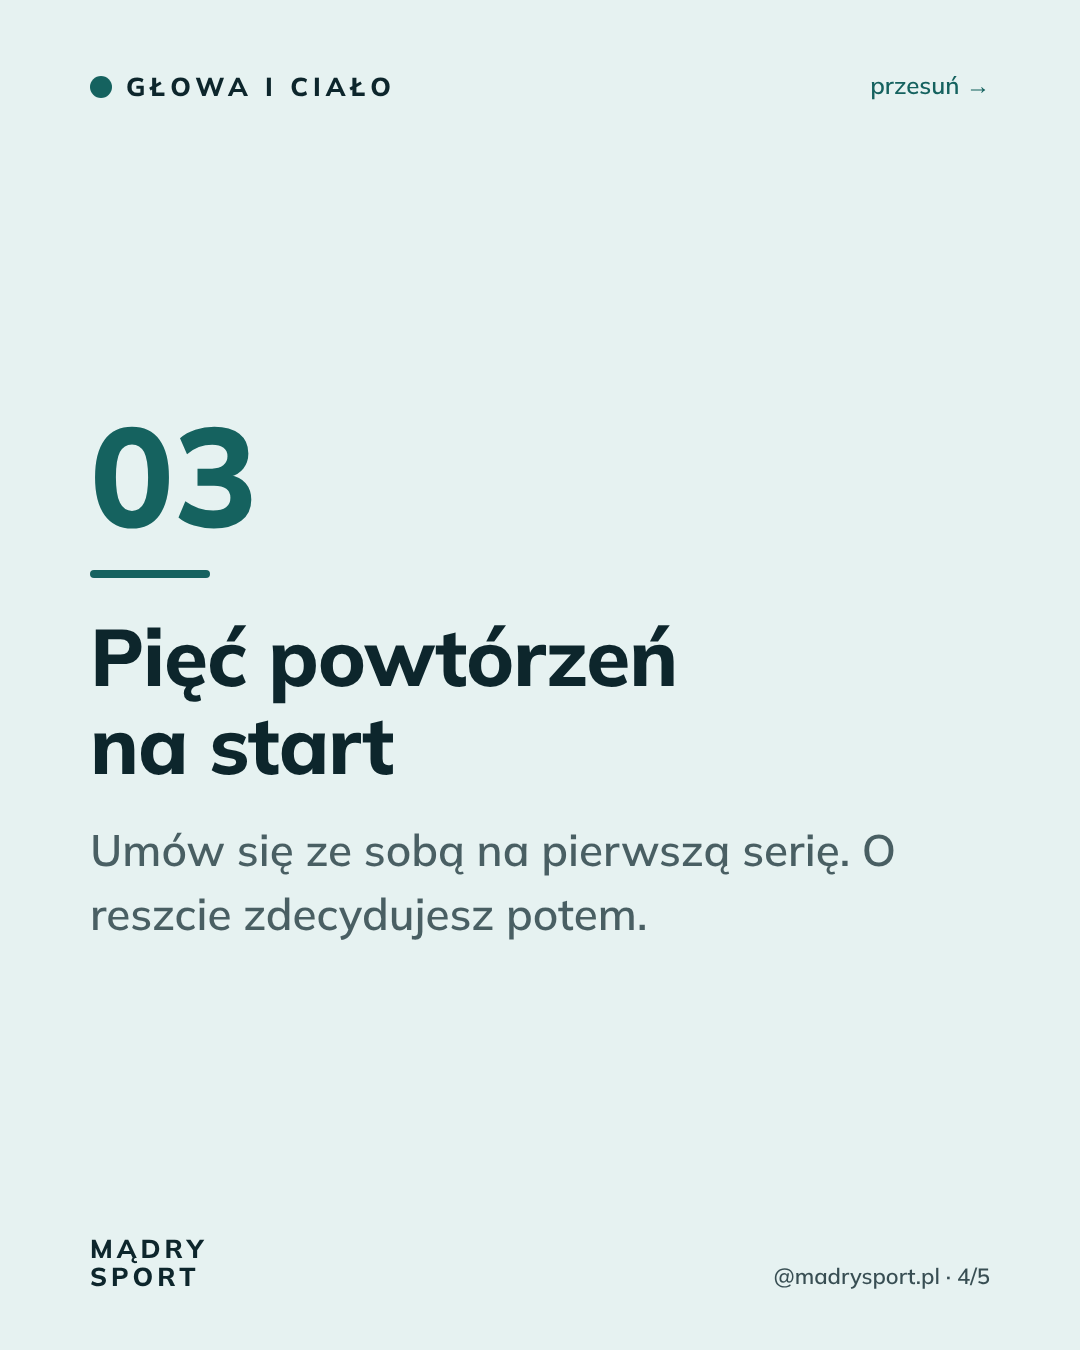 GŁOWA I CIAŁO
przesuń →
03
Pięć powtórzeń
na start
Umów się ze sobą na pierwszą serię. O
reszcie zdecydujesz potem.
MĄDRY
SPORT
@madrysport.pl · 4/5